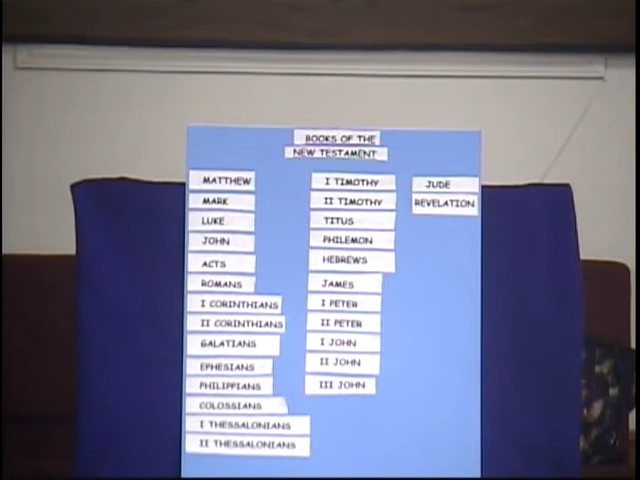 BOOKS OF THE
NEW TESTAMENT
MATTHEW
MARK
LUKE
JOHN
ACTS
ROMANS
I CORINTHIANS
II CORINTHIANS
GALATIANS
EPHESIANS
PHILIPPIANS
COLOSSIANS
I THESSALONIANS
II THESSALONIANS
I TIMOTHY
II TIMOTHY
TITUS
PHILEMON
HEBREWS
JAMES
I PETER
II PETER
I JOHN
II JOHN
III JOHN
JUDE
REVELATION